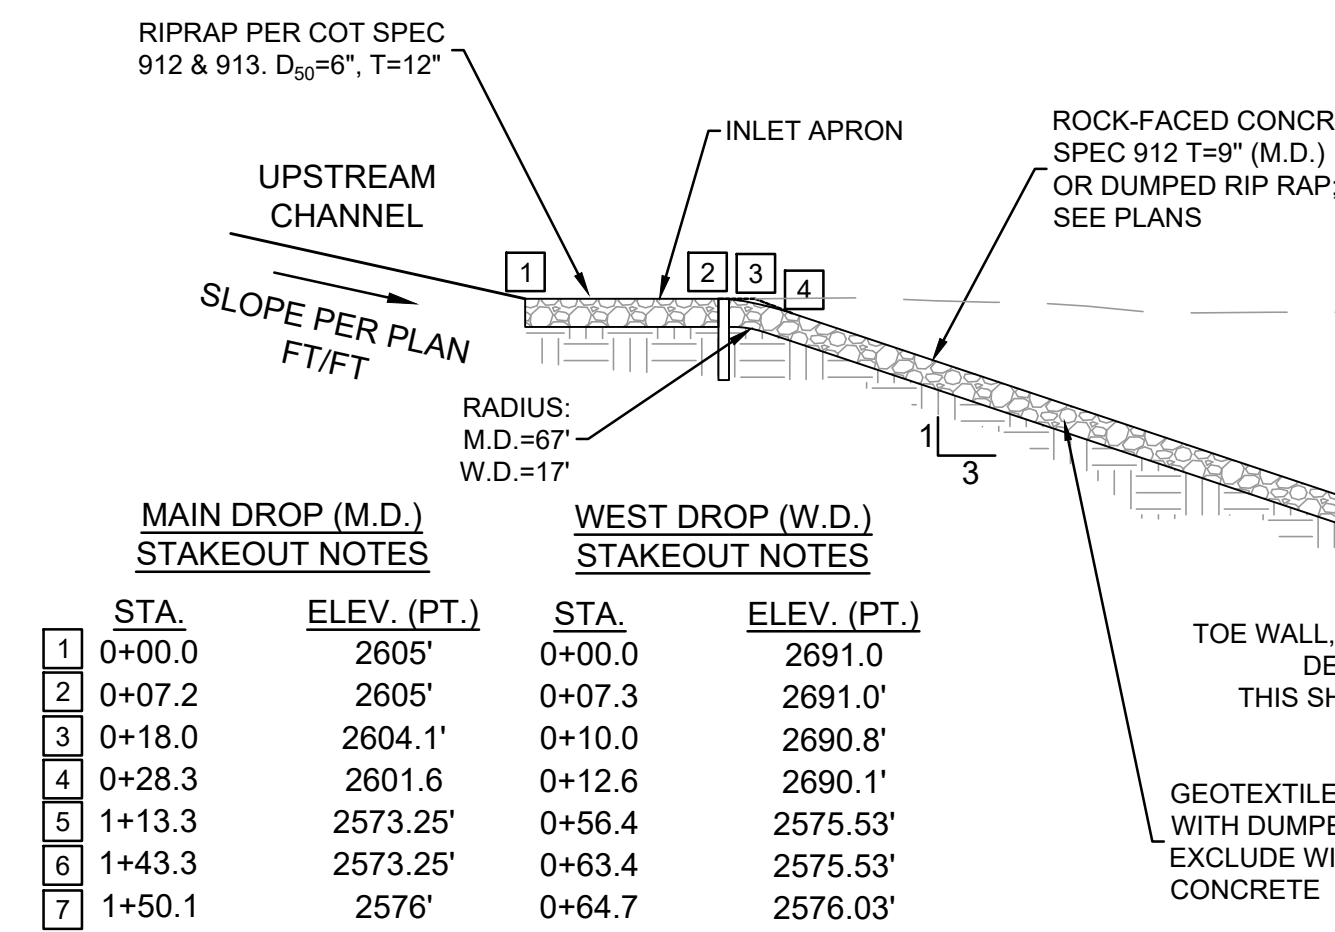 RIPRAP PER COT SPEC
912 & 913. D50=6", T=12"
INLET APRON
ROCK-FACED CONCR
SPEC 912 T=9" (M.D.)
OR DUMPED RIP RAP;
SEE PLANS
UPSTREAM
CHANNEL
SLOPE PER PLAN
FT/FT
1
2
3
4
RADIUS:
M.D.=67'
W.D.=17'
1
3
MAIN DROP (M.D.)
STAKEOUT NOTES
WEST DROP (W.D.)
STAKEOUT NOTES
STA. ELEV. (PT.) STA. ELEV. (PT.)
1 0+00.0 2605' 0+00.0 2691.0
2 0+07.2 2605' 0+07.3 2691.0'
3 0+18.0 2604.1' 0+10.0 2690.8'
4 0+28.3 2601.6 0+12.6 2690.1'
5 1+13.3 2573.25' 0+56.4 2575.53'
6 1+43.3 2573.25' 0+63.4 2575.53'
7 1+50.1 2576' 0+64.7 2576.03'
TOE WALL,
DE
THIS SH
GEOTEXTILE
WITH DUMPE
EXCLUDE WI
CONCRETE